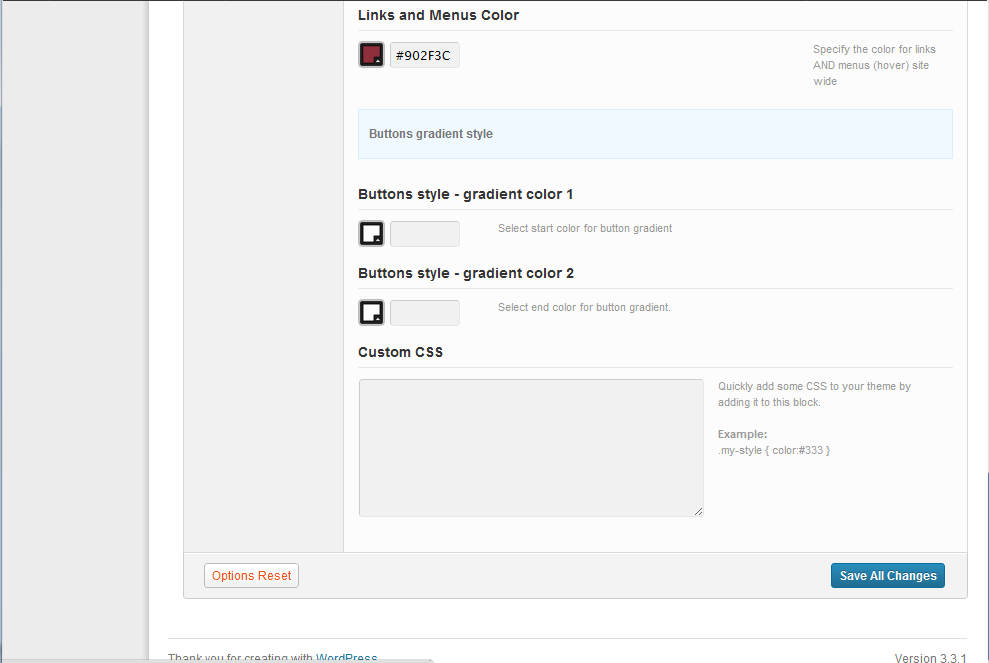 Links and Menus Color
#902F3C
Specify the color for links
AND menus (hover) site
wide
Buttons gradient style
Buttons style - gradient color 1
Select start color for button gradient
Buttons style - gradient color 2
Select end color for button gradient.
Custom CSS
Quickly add some CSS to your theme by
adding it to this block.
Example:
.my-style { color:#333 }
Options Reset
Save All Changes
Thank you for creating with WordPress
Version 3.3.1